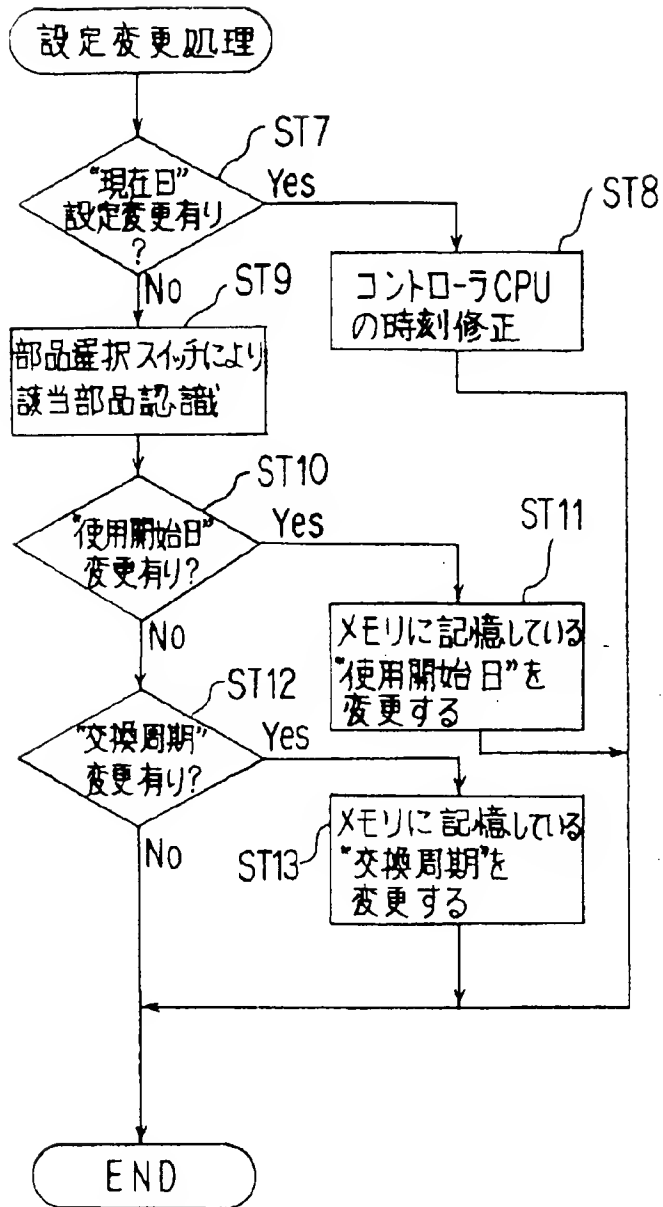 設定変更処理
ST7
"現在日"
設定変更有り
?
Yes
ST8
コントローラCPU
の時刻修正
No
ST9
部品選択スイッチにより
該当部品認識
ST10
"使用開始日"
変更有り?
Yes
ST11
メモリに記憶している
"使用開始日"を
変更する
No
ST12
"交換周期"
変更有り?
Yes
ST13
メモリに記憶している
"交換周期"を
変更する
No
END